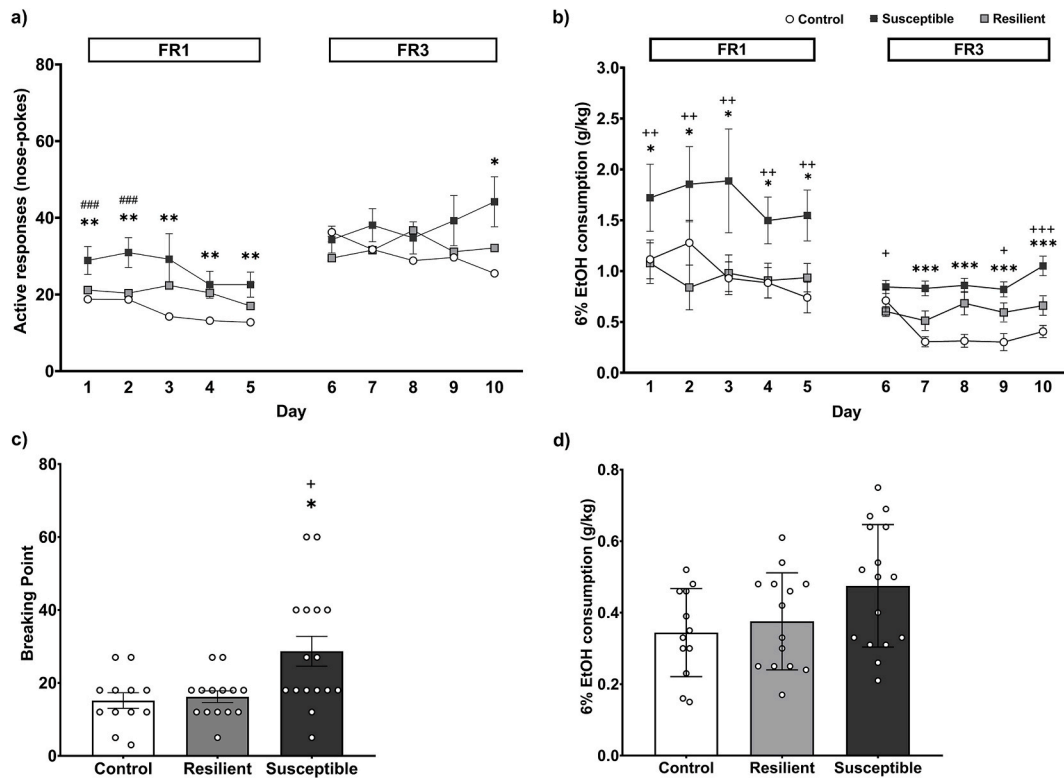 a)
FR1
FR3
80
60
40
20
0
Active responses (nose-pokes)
###
**
###
**
**
**
**
*
1 2 3 4 5 6 7 8 9 10
Day
b)
Control Susceptible Resilient
FR1
FR3
3.0
2.5
2.0
1.5
1.0
0.5
0.0
6% EtOH consumption (g/kg)
++
*
++
*
++
*
++
*
++
*
+
***
***
+
***
+++
***
1 2 3 4 5 6 7 8 9 10
Day
c)
80
60
40
20
0
Breaking Point
+
*
Control Resilient Susceptible
d)
0.8
0.6
0.4
0.2
0.0
6% EtOH consumption (g/kg)
Control Resilient Susceptible